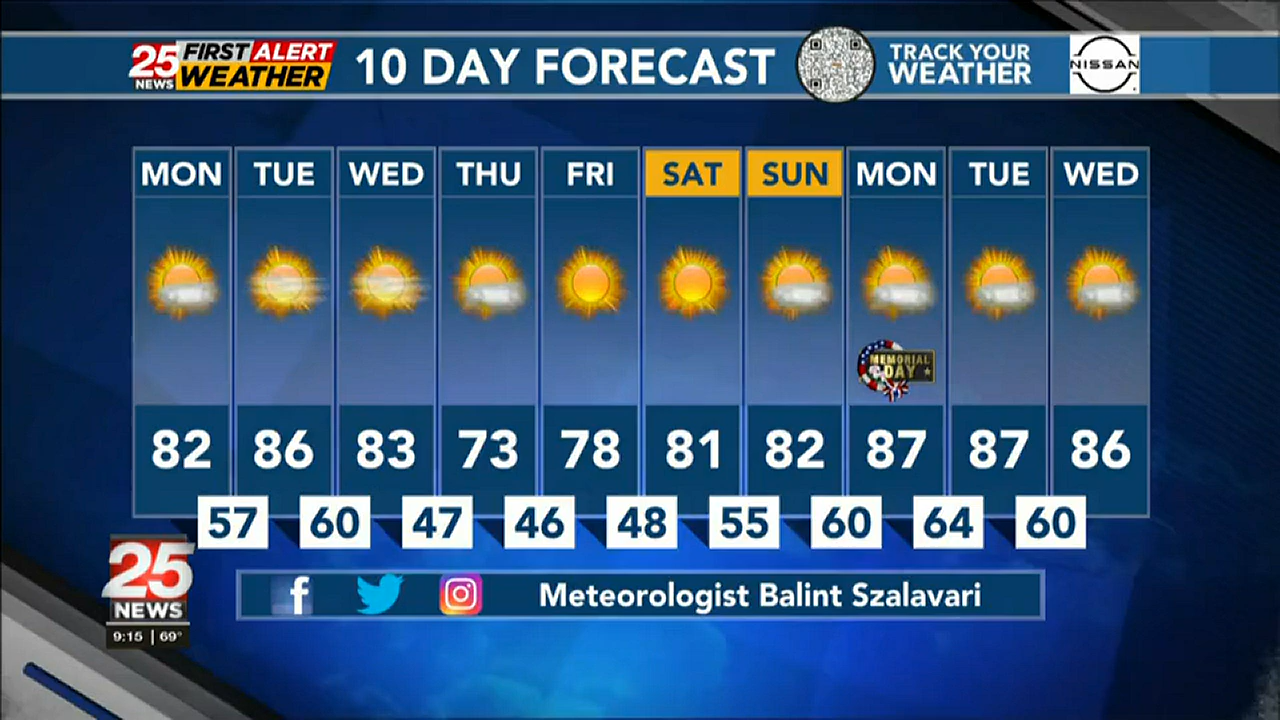 25 NEWS FIRST ALERT WEATHER
10 DAY FORECAST
TRACK YOUR
WEATHER
NISSAN
MON TUE WED THU FRI SAT SUN MON TUE WED
MEMORIAL
DAY
82 86 83 73 78 81 82 87 87 86
57 60 47 46 48 55 60 64 60
25
NEWS
9:15 | 69°
f Meteorologist Balint Szalavari